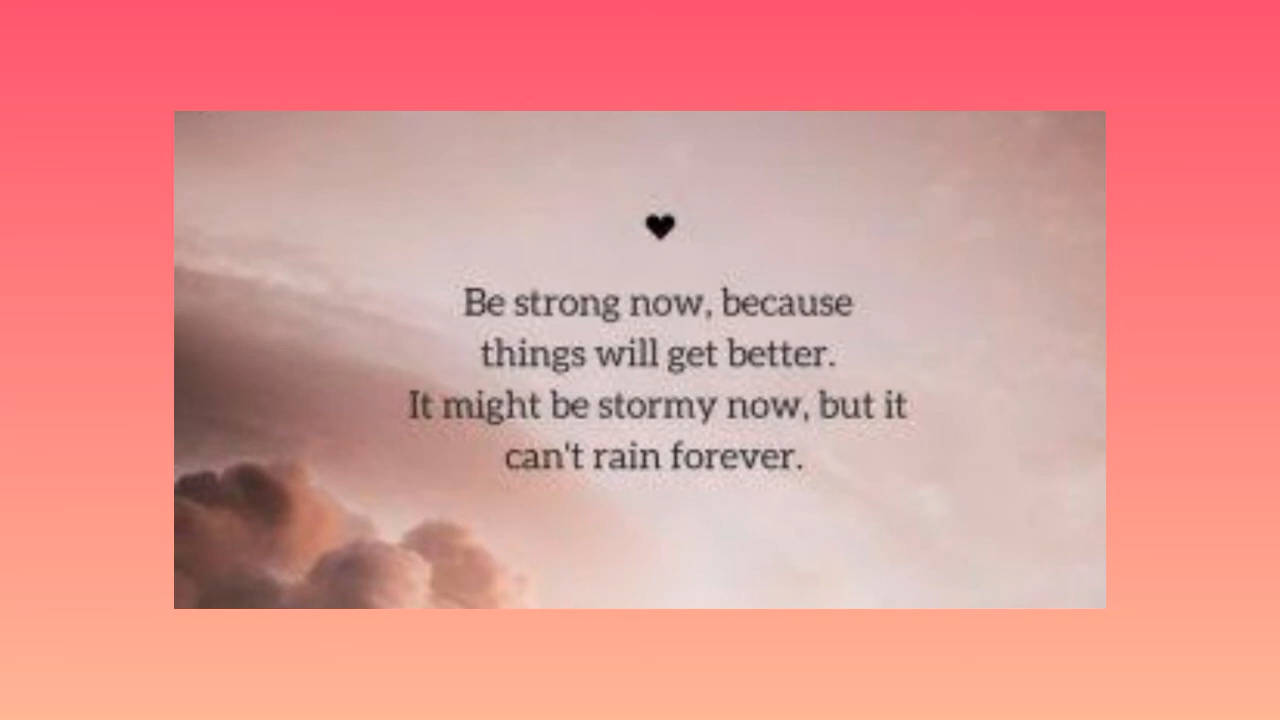 Be strong now, because
things will get better.
It might be stormy now, but it
can't rain forever.